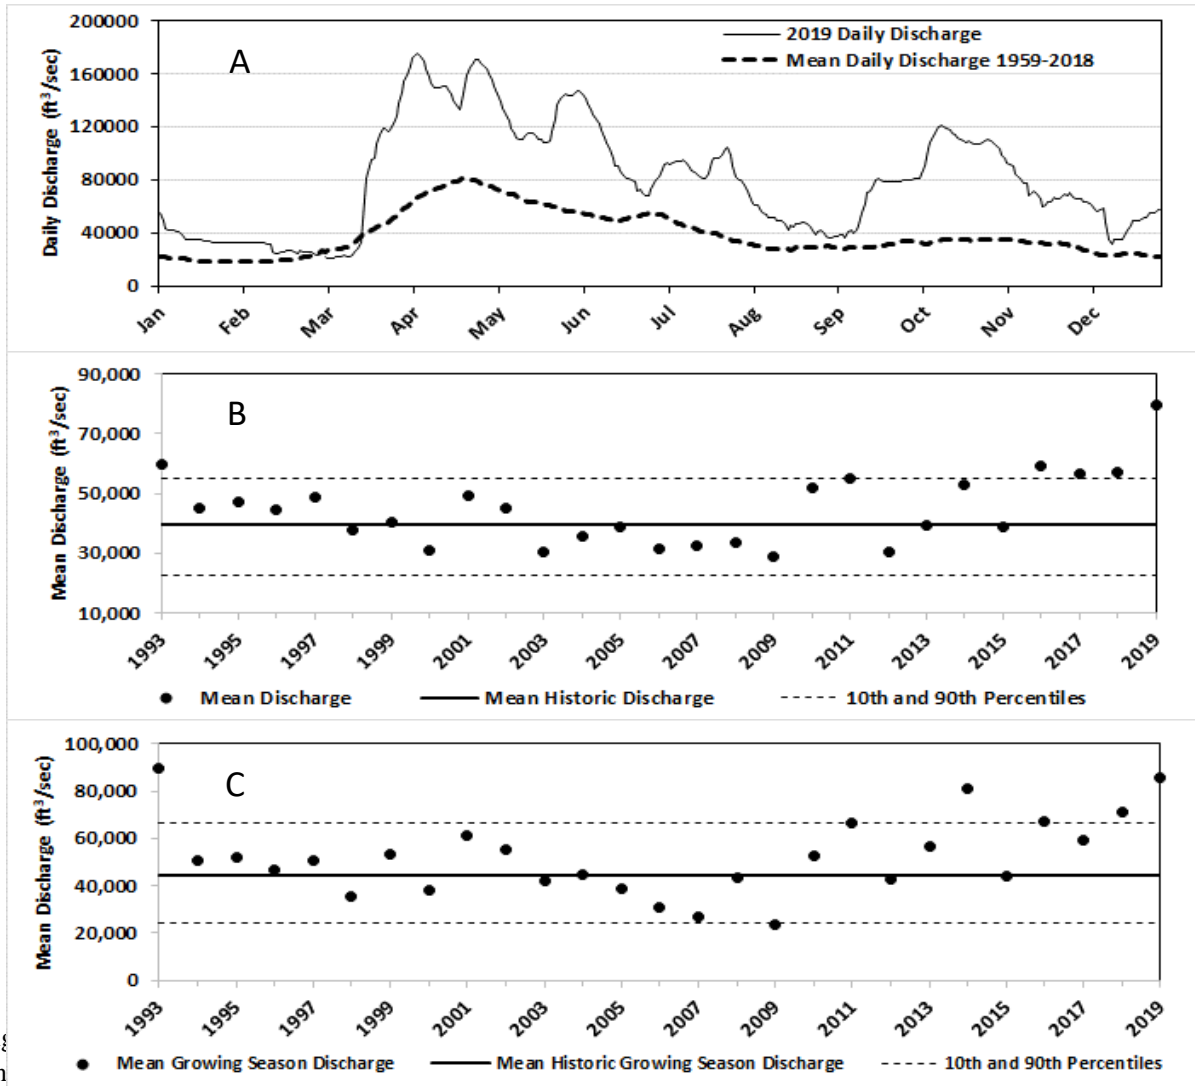 200000
2019 Daily Discharge
A
Mean Daily Discharge 1959-2018
160000
120000
80000
40000
0
Daily Discharge (ft³/sec)
Jan Feb Mar Apr May Jun Jul Aug Sep Oct Nov Dec
90,000
B
70,000
50,000
30,000
10,000
Mean Discharge (ft³/sec)
1993 1995 1997 1999 2001 2003 2005 2007 2009 2011 2013 2015 2017 2019
Mean Discharge Mean Historic Discharge 10th and 90th Percentiles
100,000
C
80,000
60,000
40,000
20,000
0
Mean Discharge (ft³/sec)
1993 1995 1997 1999 2001 2003 2005 2007 2009 2011 2013 2015 2017 2019
Mean Growing Season Discharge Mean Historic Growing Season Discharge 10th and 90th Percentiles